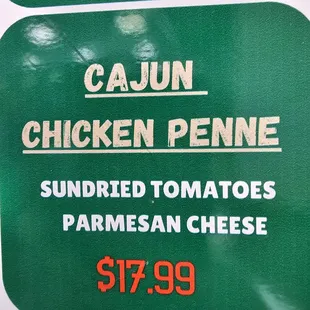 CAJUN
CHICKEN PENNE
SUNDRIED TOMATOES
PARMESAN CHEESE
$17.99